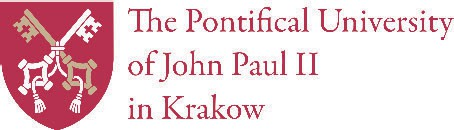 The Pontifical University
of John Paul II
in Krakow